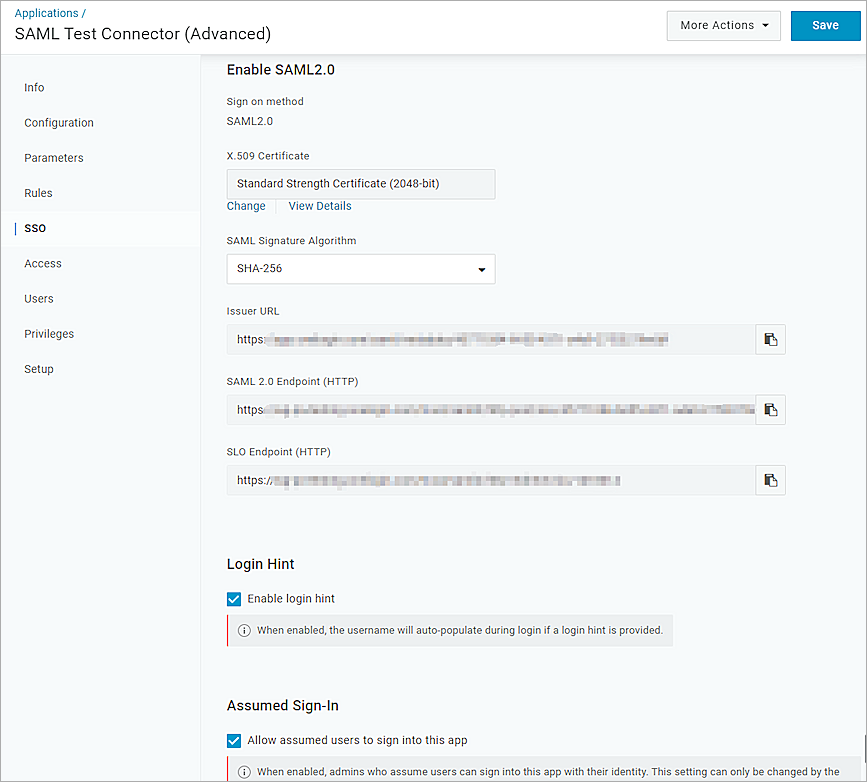 Applications /
SAML Test Connector (Advanced)
More Actions
Save
Info
Configuration
Parameters
Rules
SSO
Access
Users
Privileges
Setup
Enable SAML2.0
Sign on method
SAML2.0
X.509 Certificate
Standard Strength Certificate (2048-bit)
Change
View Details
SAML Signature Algorithm
SHA-256
Issuer URL
https:
SAML 2.0 Endpoint (HTTP)
https
SLO Endpoint (HTTP)
https://
Login Hint
Enable login hint
When enabled, the username will auto-populate during login if a login hint is provided.
Assumed Sign-In
Allow assumed users to sign into this app
When enabled, admins who assume users can sign into this app with their identity. This setting can only be changed by the